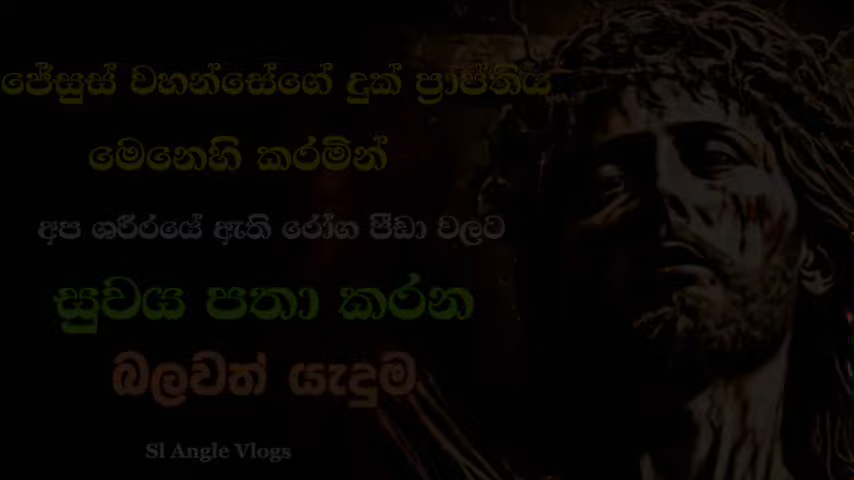 ජේසුස් වහන්සේගේ දුක් ප්‍රාප්තිය
මෙනෙහි කරමින්
අප ශරීරයේ ඇති රෝග පීඩා වලට
සුවය පතා කරන
බලවත් යැදුම
Sl Angle Vlogs